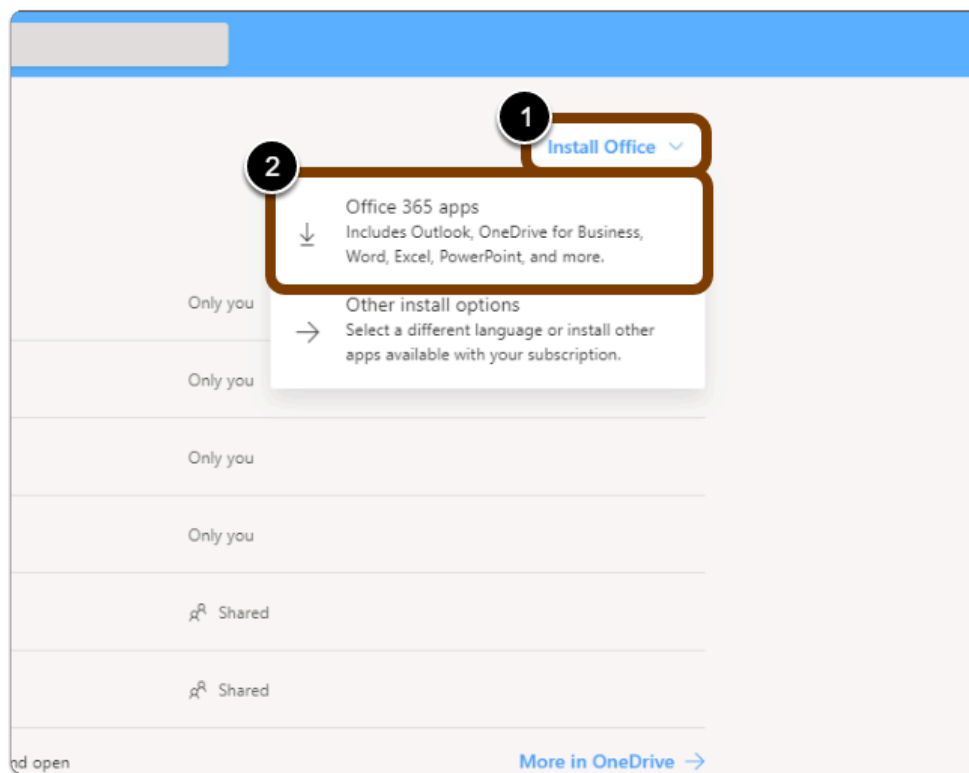 1
Install Office
2
Office 365 apps
Includes Outlook, OneDrive for Business,
Word, Excel, PowerPoint, and more.
Other install options
Select a different language or install other
apps available with your subscription.
Only you
Only you
Only you
Only you
Shared
Shared
nd open
More in OneDrive